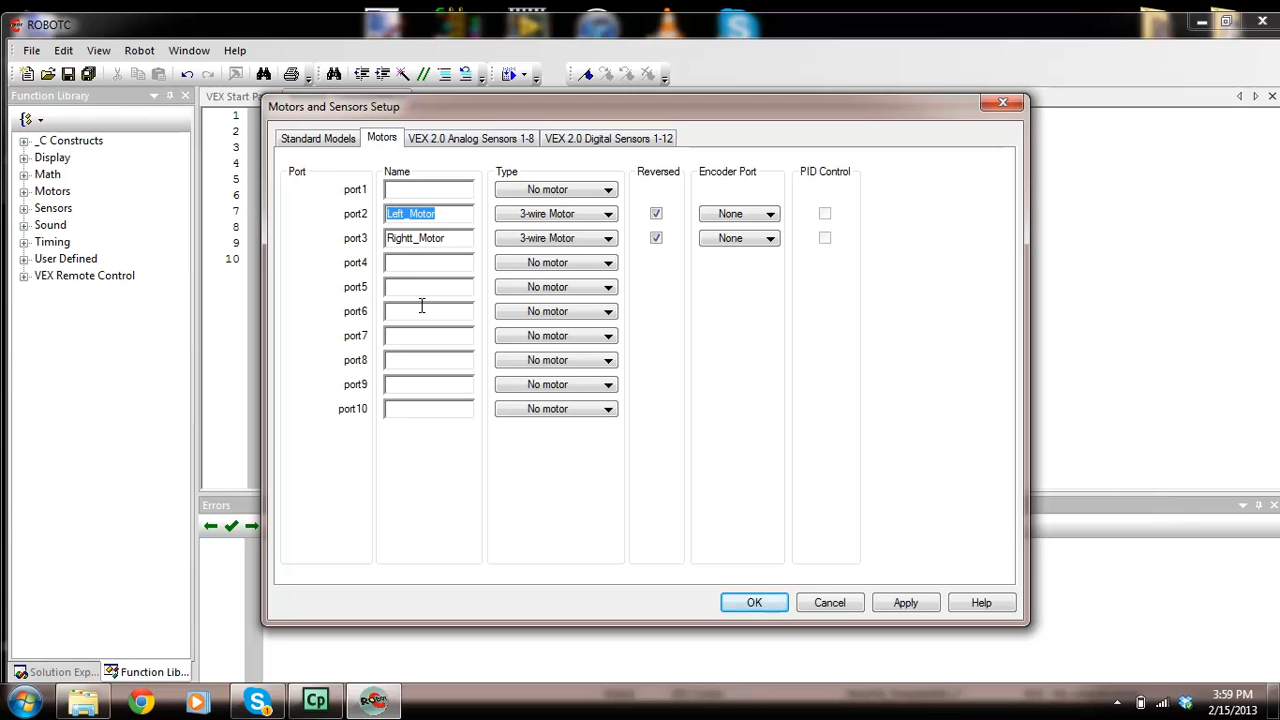 ROBOTC
File Edit View Robot Window Help
Function Library
VEX Start Pa
_C Constructs
Display
Math
Motors
Sensors
Sound
Timing
User Defined
VEX Remote Control
Solution Exp...
Function Lib...
1
2
3
4
5
6
7
8
9
10
Errors
Motors and Sensors Setup
Standard Models Motors VEX 2.0 Analog Sensors 1-8 VEX 2.0 Digital Sensors 1-12
Port Name Type Reversed Encoder Port PID Control
port1 No motor
port2 Left_Motor 3-wire Motor None
port3 Rightt_Motor 3-wire Motor None
port4 No motor
port5 No motor
port6 No motor
port7 No motor
port8 No motor
port9 No motor
port10 No motor
OK Cancel Apply Help
Cp
3:59 PM
2/15/2013